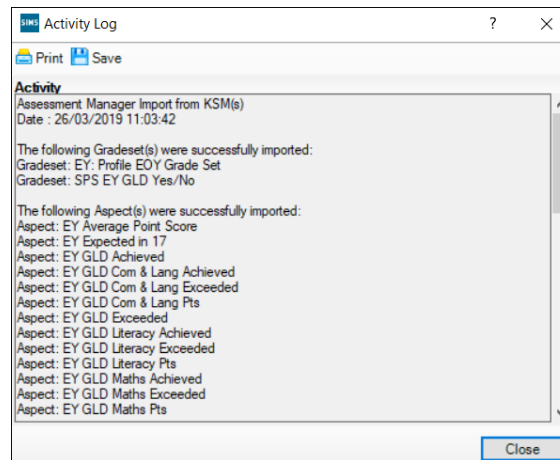 SIMS Activity Log ? ×
Print Save
Activity
Assessment Manager Import from KSM(s)
Date : 26/03/2019 11:03:42
The following Gradeset(s) were successfully imported:
Gradeset: EY: Profile EOY Grade Set
Gradeset: SPS EY GLD Yes/No
The following Aspect(s) were successfully imported:
Aspect: EY Average Point Score
Aspect: EY Expected in 17
Aspect: EY GLD Achieved
Aspect: EY GLD Com & Lang Achieved
Aspect: EY GLD Com & Lang Exceeded
Aspect: EY GLD Com & Lang Pts
Aspect: EY GLD Exceeded
Aspect: EY GLD Literacy Achieved
Aspect: EY GLD Literacy Exceeded
Aspect: EY GLD Literacy Pts
Aspect: EY GLD Maths Achieved
Aspect: EY GLD Maths Exceeded
Aspect: EY GLD Maths Pts
Close